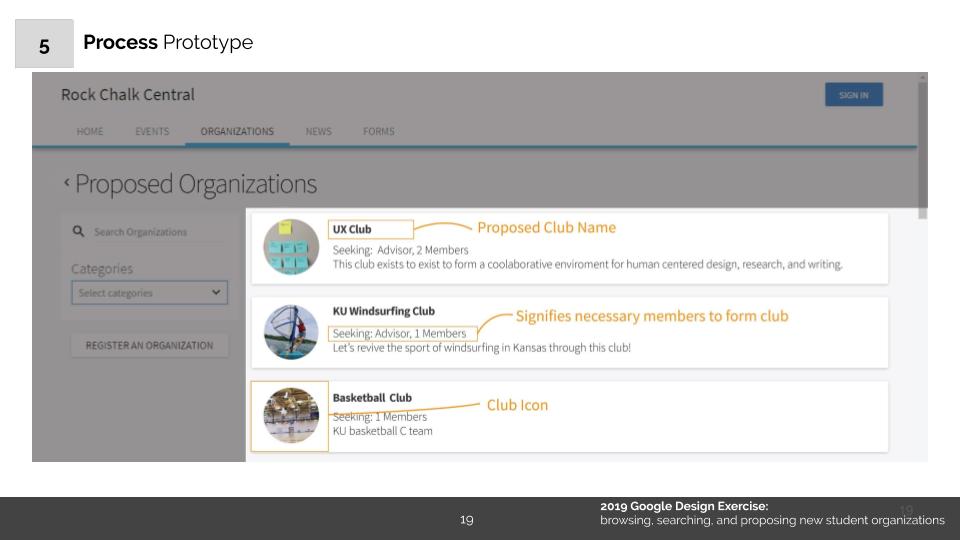 5
Process Prototype
Rock Chalk Central
SIGN IN
HOME EVENTS ORGANIZATIONS NEWS FORMS
‹ Proposed Organizations
Search Organizations
Categories
Select categories
REGISTER AN ORGANIZATION
UX Club
Proposed Club Name
Seeking: Advisor, 2 Members
This club exists to exist to form a coolaborative enviroment for human centered design, research, and writing.
KU Windsurfing Club
Signifies necessary members to form club
Seeking: Advisor, 1 Members
Let's revive the sport of windsurfing in Kansas through this club!
Basketball Club
Club Icon
Seeking: 1 Members
KU basketball C team
19
2019 Google Design Exercise:
browsing, searching, and proposing new student organizations
19